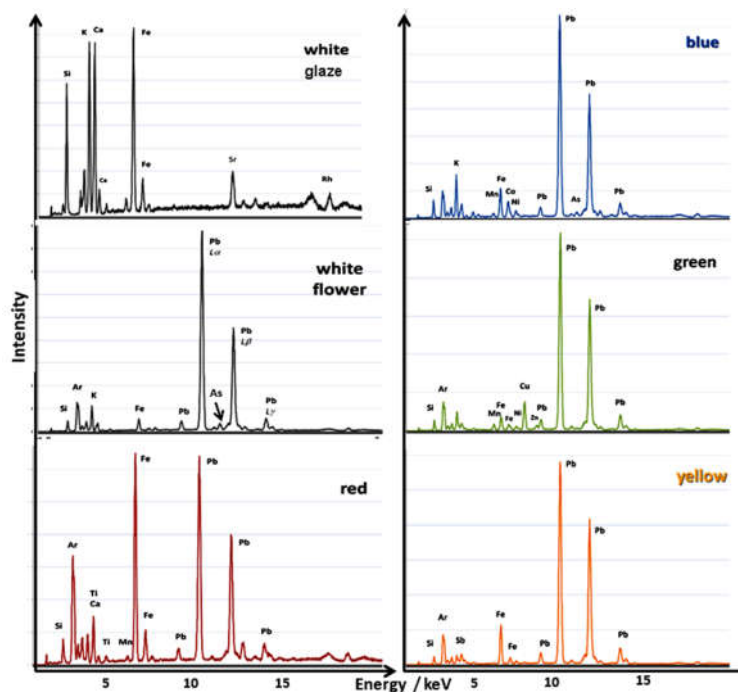 Intensity
white
glaze
Si
K
Ca
Ca
Fe
Fe
Sr
Rh
white
flower
Si
Ar
K
Fe
Pb
Pb
Lα
As
Pb
Lβ
Pb
Lγ
red
Si
Ar
Ti
Ca
Ti
Mn
Fe
Fe
Pb
Pb
Pb
Pb
5
10
15
Energy / keV
blue
Si
K
Mn
Fe
Co
Ni
Pb
Pb
As
Pb
Pb
green
Si
Ar
Mn
Fe
Fe
Ni
Cu
Zn
Pb
Pb
Pb
Pb
yellow
Si
Ar
Sb
Fe
Fe
Pb
Pb
Pb
Pb
5
10
15